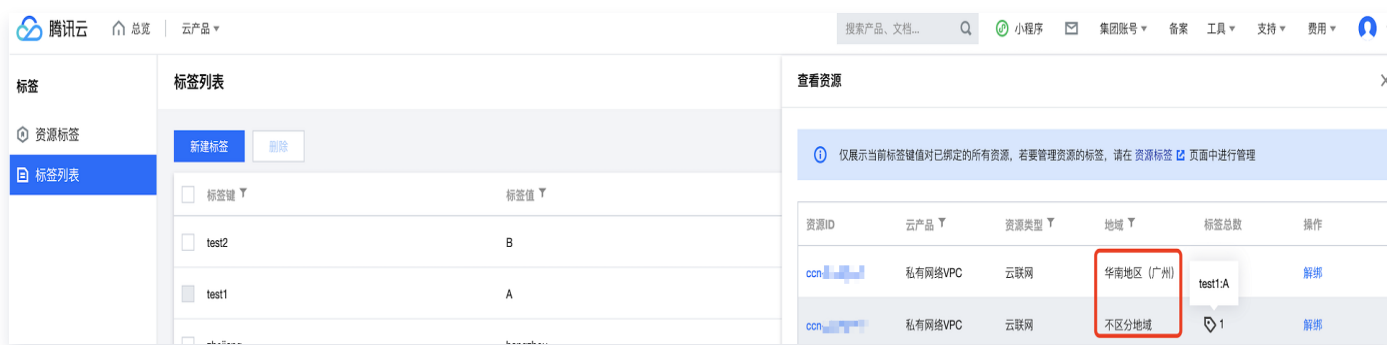 腾讯云 总览 云产品 搜索产品、文档... 小程序 集团账号 备案 工具 支持 费用
标签
资源标签
标签列表
标签列表
新建标签 删除
标签键 标签值
test2 B
test1 A
查看资源
仅展示当前标签键值对已绑定的所有资源，若要管理资源的标签，请在 资源标签 页面中进行管理
资源ID 云产品 资源类型 地域 标签总数 操作
ccn- 私有网络VPC 云联网 华南地区（广州） 解绑
test1:A
ccn- 私有网络VPC 云联网 不区分地域 1 解绑